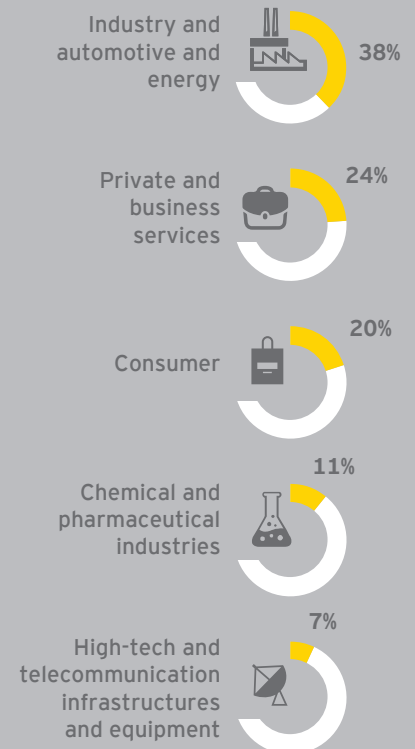 Industry and
automotive and
energy
38%
Private and
business
services
24%
Consumer
20%
Chemical and
pharmaceutical
industries
11%
High-tech and
telecommunication
infrastructures
and equipment
7%